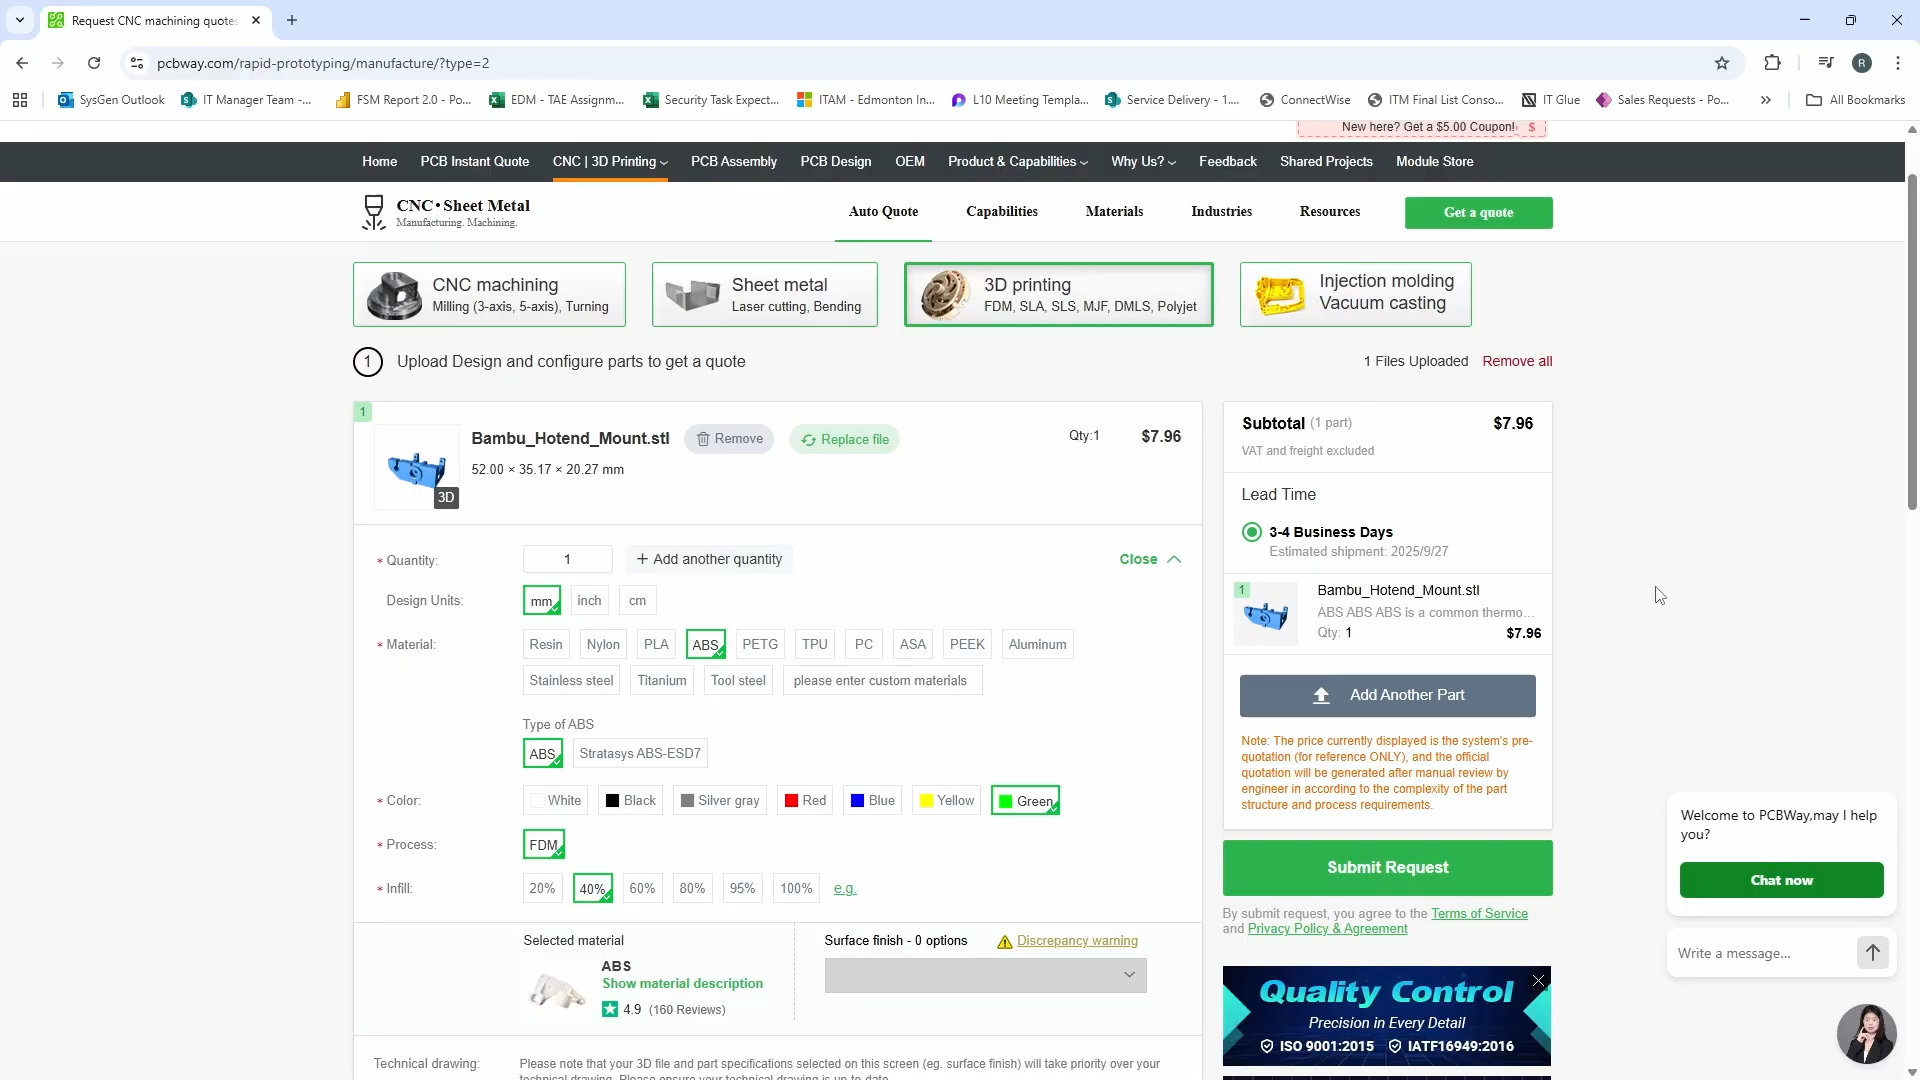 Request CNC machining quotes
pcbway.com/rapid-prototyping/manufacture/?type=2
R
SysGen Outlook
IT Manager Team -...
FSM Report 2.0 - Po...
EDM - TAE Assignm...
Security Task Expect...
ITAM - Edmonton In...
L10 Meeting Templa...
Service Delivery - 1....
ConnectWise
ITM Final List Conso...
IT Glue
Sales Requests - Po...
All Bookmarks
New here? Get a $5.00 Coupon! $
Home
PCB Instant Quote
CNC | 3D Printing
PCB Assembly
PCB Design
OEM
Product & Capabilities
Why Us?
Feedback
Shared Projects
Module Store
CNC•Sheet Metal
Manufacturing. Machining.
Auto Quote
Capabilities
Materials
Industries
Resources
Get a quote
CNC machining
Milling (3-axis, 5-axis), Turning
Sheet metal
Laser cutting, Bending
3D printing
FDM, SLA, SLS, MJF, DMLS, Polyjet
Injection molding
Vacuum casting
1 Upload Design and configure parts to get a quote
1 Files Uploaded Remove all
1
Bambu_Hotend_Mount.stl
Remove
Replace file
Qty:1 $7.96
52.00 × 35.17 × 20.27 mm
3D
* Quantity: 1 + Add another quantity Close
Design Units: mm inch cm
* Material: Resin Nylon PLA ABS PETG TPU PC ASA PEEK Aluminum
Stainless steel Titanium Tool steel please enter custom materials
Type of ABS
ABS Stratasys ABS-ESD7
* Color: White Black Silver gray Red Blue Yellow Green
* Process: FDM
* Infill: 20% 40% 60% 80% 95% 100% e.g.
Selected material
ABS
Show material description
4.9 (160 Reviews)
Surface finish - 0 options
Discrepancy warning
Technical drawing: Please note that your 3D file and part specifications selected on this screen (eg. surface finish) will take priority over your
technical drawing. Please ensure your technical drawing is up to date.
Subtotal (1 part) $7.96
VAT and freight excluded
Lead Time
3-4 Business Days
Estimated shipment: 2025/9/27
1
Bambu_Hotend_Mount.stl
ABS ABS ABS is a common thermo...
Qty: 1 $7.96
Add Another Part
Note: The price currently displayed is the system's pre-
quotation (for reference ONLY), and the official
quotation will be generated after manual review by
engineer in according to the complexity of the part
structure and process requirements.
Submit Request
By submit request, you agree to the Terms of Service
and Privacy Policy & Agreement
Quality Control
Precision in Every Detail
ISO 9001:2015 IATF16949:2016
Welcome to PCBWay,may I help
you?
Chat now
Write a message...